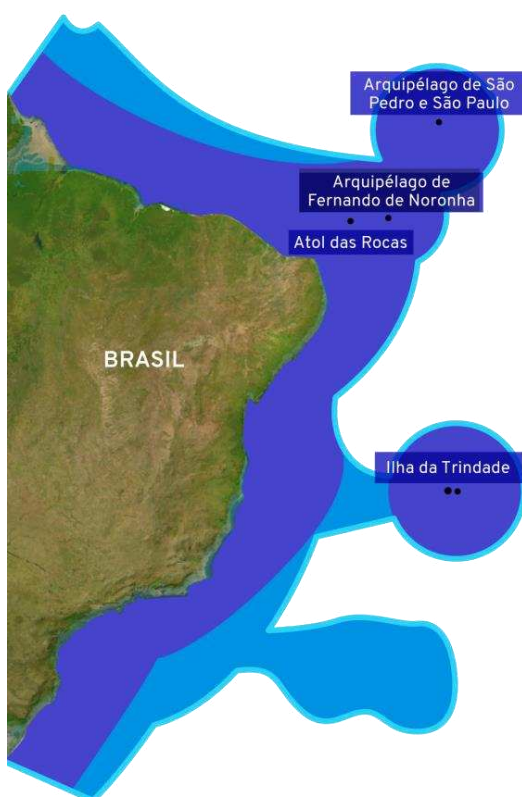 Arquipélago de São
Pedro e São Paulo
Arquipélago de
Fernando de Noronha
Atol das Rocas
BRASIL
Ilha da Trindade